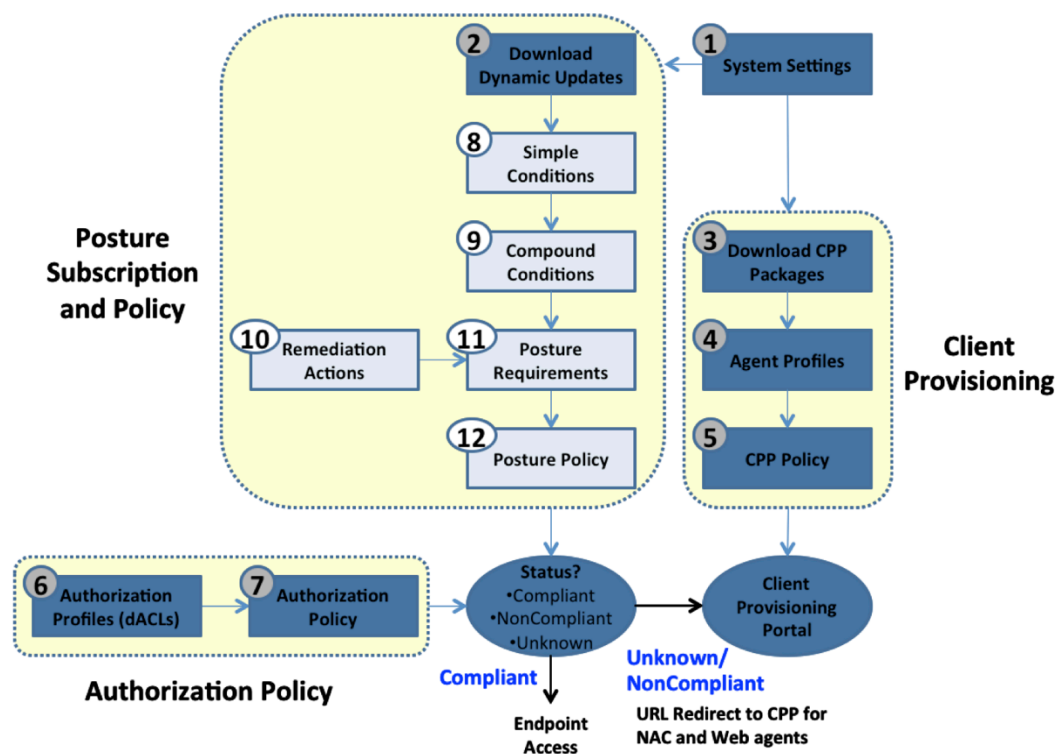 2
Download
Dynamic Updates
1
System Settings
8
Simple
Conditions
9
Compound
Conditions
Posture
Subscription
and Policy
10
Remediation
Actions
11
Posture
Requirements
12
Posture Policy
3
Download CPP
Packages
4
Agent Profiles
5
CPP Policy
Client
Provisioning
6
Authorization
Profiles (dACLs)
7
Authorization
Policy
Authorization Policy
Status?
•Compliant
•NonCompliant
•Unknown
Client
Provisioning
Portal
Compliant
Unknown/
NonCompliant
Endpoint
Access
URL Redirect to CPP for
NAC and Web agents